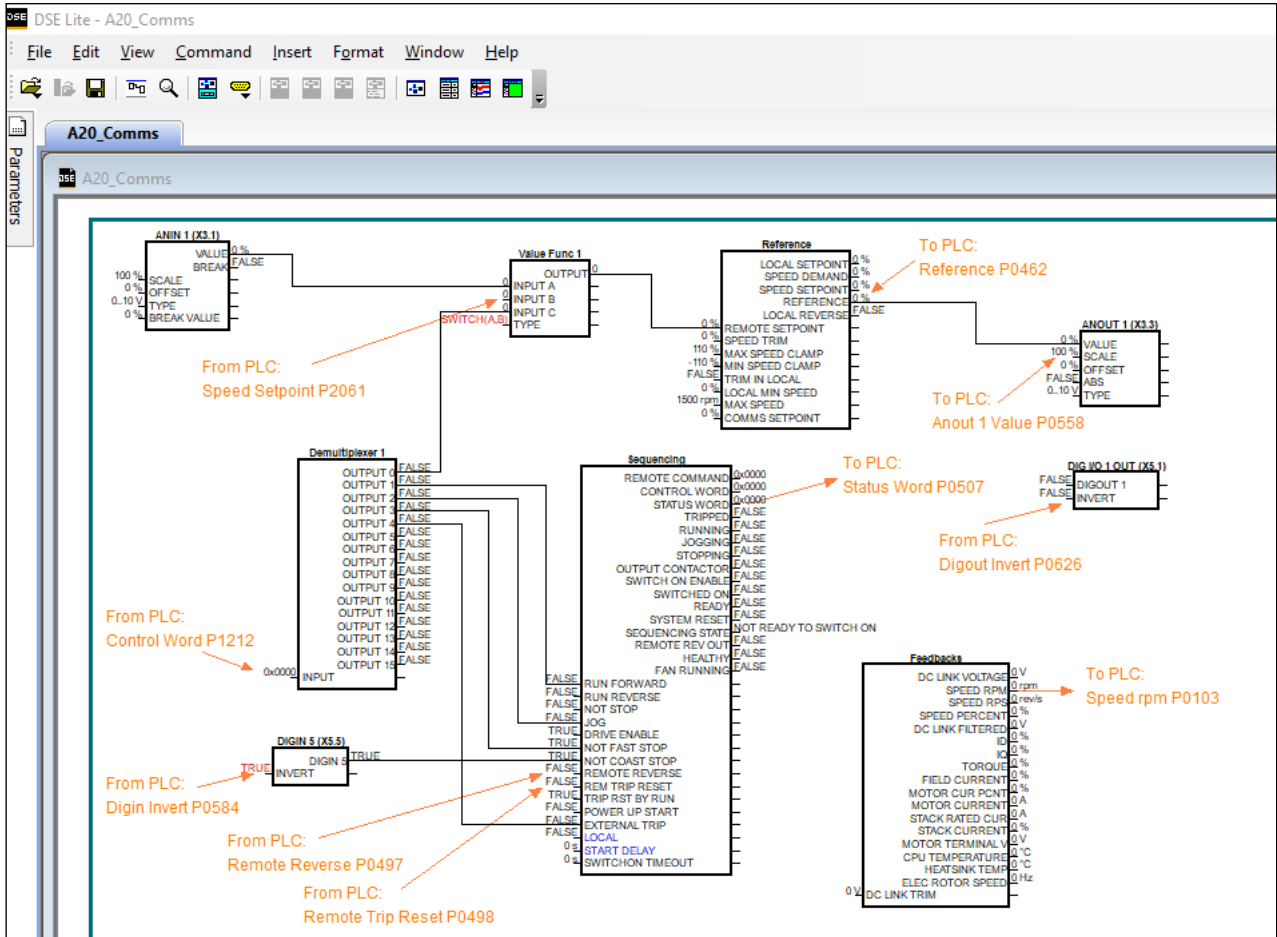 DSE DSE Lite - A20_Comms
File Edit View Command Insert Format Window Help
Parameters
A20_Comms
DSE A20_Comms
ANIN 1 (X3.1)
VALUE 0 %
BREAK FALSE
100 % SCALE
0 % OFFSET
0..10 V TYPE
0 % BREAK VALUE
Value Func 1
OUTPUT 0
0 INPUT A
0 INPUT B
0 INPUT C
SWITCH(A,B) TYPE
From PLC:
Speed Setpoint P2061
Reference
LOCAL SETPOINT 0 %
SPEED DEMAND 0 %
SPEED SETPOINT 0 %
REFERENCE 0 %
LOCAL REVERSE FALSE
0 % REMOTE SETPOINT
0 % SPEED TRIM
110 % MAX SPEED CLAMP
-110 % MIN SPEED CLAMP
FALSE TRIM IN LOCAL
0 % LOCAL MIN SPEED
1500 rpm MAX SPEED
0 % COMMS SETPOINT
To PLC:
Reference P0462
ANOUT 1 (X3.3)
0 % VALUE
100 % SCALE
0 % OFFSET
FALSE ABS
0..10 V TYPE
To PLC:
Anout 1 Value P0558
Demultiplexer 1
OUTPUT 0 FALSE
OUTPUT 1 FALSE
OUTPUT 2 FALSE
OUTPUT 3 FALSE
OUTPUT 4 FALSE
OUTPUT 5 FALSE
OUTPUT 6 FALSE
OUTPUT 7 FALSE
OUTPUT 8 FALSE
OUTPUT 9 FALSE
OUTPUT 10 FALSE
OUTPUT 11 FALSE
OUTPUT 12 FALSE
OUTPUT 13 FALSE
OUTPUT 14 FALSE
OUTPUT 15 FALSE
0x0000 INPUT
From PLC:
Control Word P1212
Sequencing
REMOTE COMMAND 0x0000
CONTROL WORD 0x0000
STATUS WORD 0x0000
TRIPPED FALSE
RUNNING FALSE
JOGGING FALSE
STOPPING FALSE
OUTPUT CONTACTOR FALSE
SWITCH ON ENABLE FALSE
SWITCHED ON FALSE
READY FALSE
SYSTEM RESET FALSE
SEQUENCING STATE NOT READY TO SWITCH ON
REMOTE REV OUT FALSE
HEALTHY FALSE
FAN RUNNING FALSE
FALSE RUN FORWARD
FALSE RUN REVERSE
FALSE NOT STOP
FALSE JOG
TRUE DRIVE ENABLE
TRUE NOT FAST STOP
TRUE NOT COAST STOP
FALSE REMOTE REVERSE
FALSE REM TRIP RESET
TRUE TRIP RST BY RUN
FALSE POWER UP START
FALSE EXTERNAL TRIP
FALSE LOCAL
0 s START DELAY
0 s SWITCHON TIMEOUT
To PLC:
Status Word P0507
DIG I/O 1 OUT (X5.1)
FALSE DIGOUT 1
FALSE INVERT
From PLC:
Digout Invert P0626
DIGIN 5 (X5.5)
DIGIN 5 TRUE
TRUE INVERT
From PLC:
Digin Invert P0584
From PLC:
Remote Reverse P0497
From PLC:
Remote Trip Reset P0498
Feedbacks
DC LINK VOLTAGE 0 V
SPEED RPM 0 rpm
SPEED RPS 0 rev/s
SPEED PERCENT 0 %
DC LINK FILTERED 0 V
ID 0 %
IQ 0 %
TORQUE 0 %
FIELD CURRENT 0 %
MOTOR CUR PCNT 0 %
MOTOR CURRENT 0 A
STACK RATED CUR 0 A
STACK CURRENT 0 %
MOTOR TERMINAL V 0 V
CPU TEMPERATURE 0 °C
HEATSINK TEMP 0 °C
ELEC ROTOR SPEED 0 Hz
0 V DC LINK TRIM
To PLC:
Speed rpm P0103